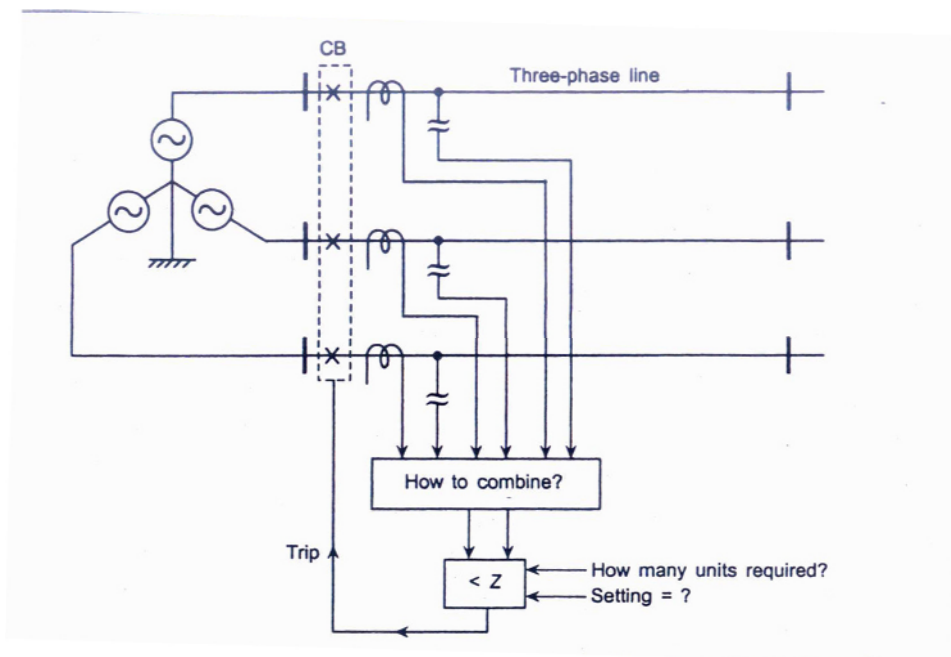 CB
Three-phase line
How to combine?
Trip
< Z
How many units required?
Setting = ?